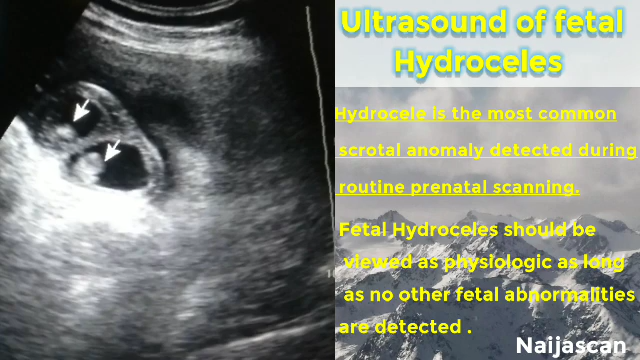 Ultrasound of fetal
Hydroceles
Hydrocele is the most common
scrotal anomaly detected during
routine prenatal scanning.
Fetal Hydroceles should be
viewed as physiologic as long
as no other fetal abnormalities
are detected .
Naijascan